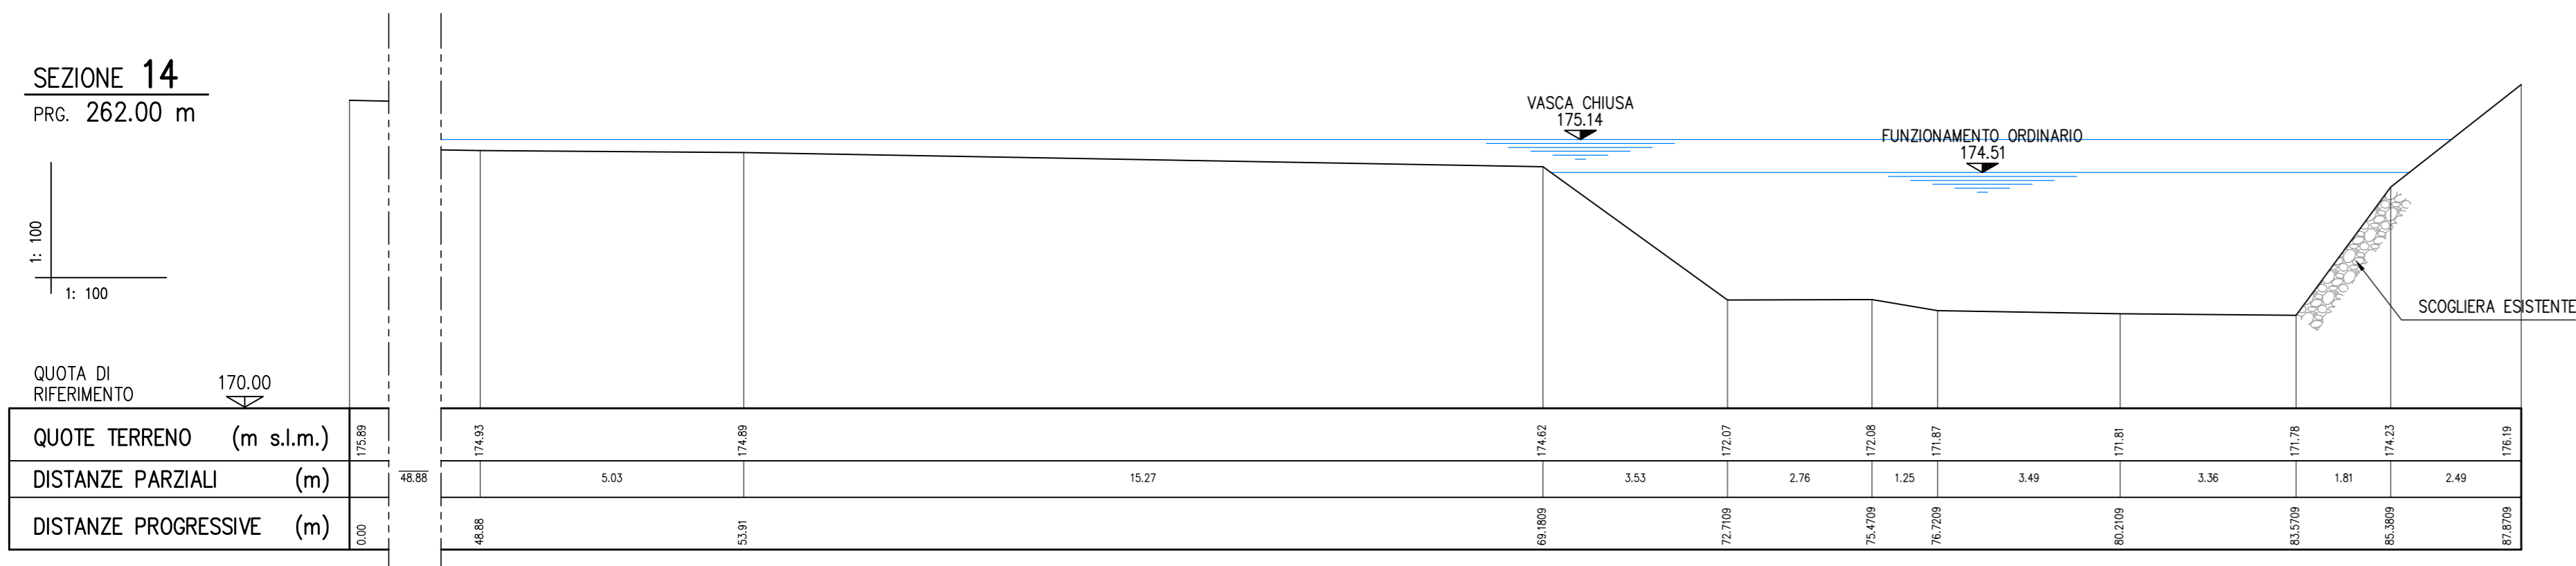 SEZIONE 14
PRG. 262.00 m
VASCA CHIUSA
175.14
FUNZIONAMENTO ORDINARIO
174.51
1: 100
1: 100
SCOGLIERA ESISTENTE
QUOTA DI
RIFERIMENTO
170.00
QUOTE TERRENO (m s.l.m.) 175.89 174.93 174.89 174.62 172.07 172.08 171.87 171.81 171.78 174.23 176.19
DISTANZE PARZIALI (m) 48.88 5.03 15.27 3.53 2.76 1.25 3.49 3.36 1.81 2.49
DISTANZE PROGRESSIVE (m) 0.00 48.88 53.91 69.1809 72.7109 75.4709 76.7209 80.2109 83.5709 85.3809 87.8709